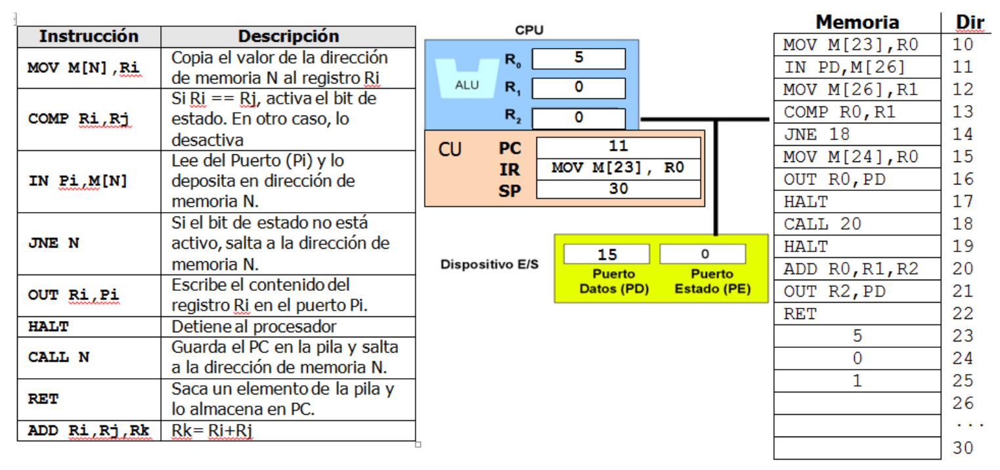 Instrucción Descripción
MOV M[N],Ri Copia el valor de la dirección
de memoria N al registro Ri
COMP Ri,Rj Si Ri == Rj, activa el bit de
estado. En otro caso, lo
desactiva
IN Pi,M[N] Lee del Puerto (Pi) y lo
deposita en dirección de
memoria N.
JNE N Si el bit de estado no está
activo, salta a la dirección de
memoria N.
OUT Ri,Pi Escribe el contenido del
registro Ri en el puerto Pi.
HALT Detiene al procesador
CALL N Guarda el PC en la pila y salta
a la dirección de memoria N.
RET Saca un elemento de la pila y
lo almacena en PC.
ADD Ri,Rj,Rk Rk= Ri+Rj
CPU
ALU
R0 5
R1 0
R2 0
CU
PC 11
IR MOV M[23], R0
SP 30
Dispositivo E/S
15 0
Puerto Datos (PD)
Puerto Estado (PE)
Memoria Dir
MOV M[23],R0 10
IN PD,M[26] 11
MOV M[26],R1 12
COMP R0,R1 13
JNE 18 14
MOV M[24],R0 15
OUT R0,PD 16
HALT 17
CALL 20 18
HALT 19
ADD R0,R1,R2 20
OUT R2,PD 21
RET 22
5 23
0 24
1 25
26
...
30